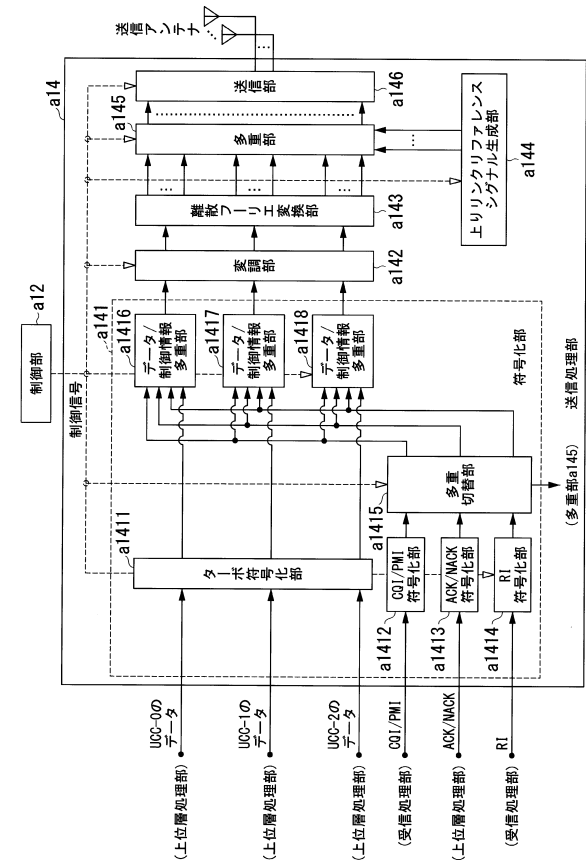 制御部
a12
a14
制御信号
a141
UCC-0の
データ
(上位層処理部)
UCC-1の
データ
(上位層処理部)
UCC-2の
データ
(上位層処理部)
CQI/PMI
(受信処理部)
ACK/NACK
(上位層処理部)
RI
(受信処理部)
a1411
ターボ符号化部
a1412
CQI/PMI
符号化部
a1413
ACK/NACK
符号化部
a1414
RI
符号化部
a1415
多重
切替部
(多重部a145)
a1416
データ/
制御情報
多重部
a1417
データ/
制御情報
多重部
a1418
データ/
制御情報
多重部
符号化部
送信処理部
変調部
a142
離散フーリエ変換部
a143
a145
多重部
送信部
a146
上りリンクリファレンス
シグナル生成部
a144
送信アンテナ